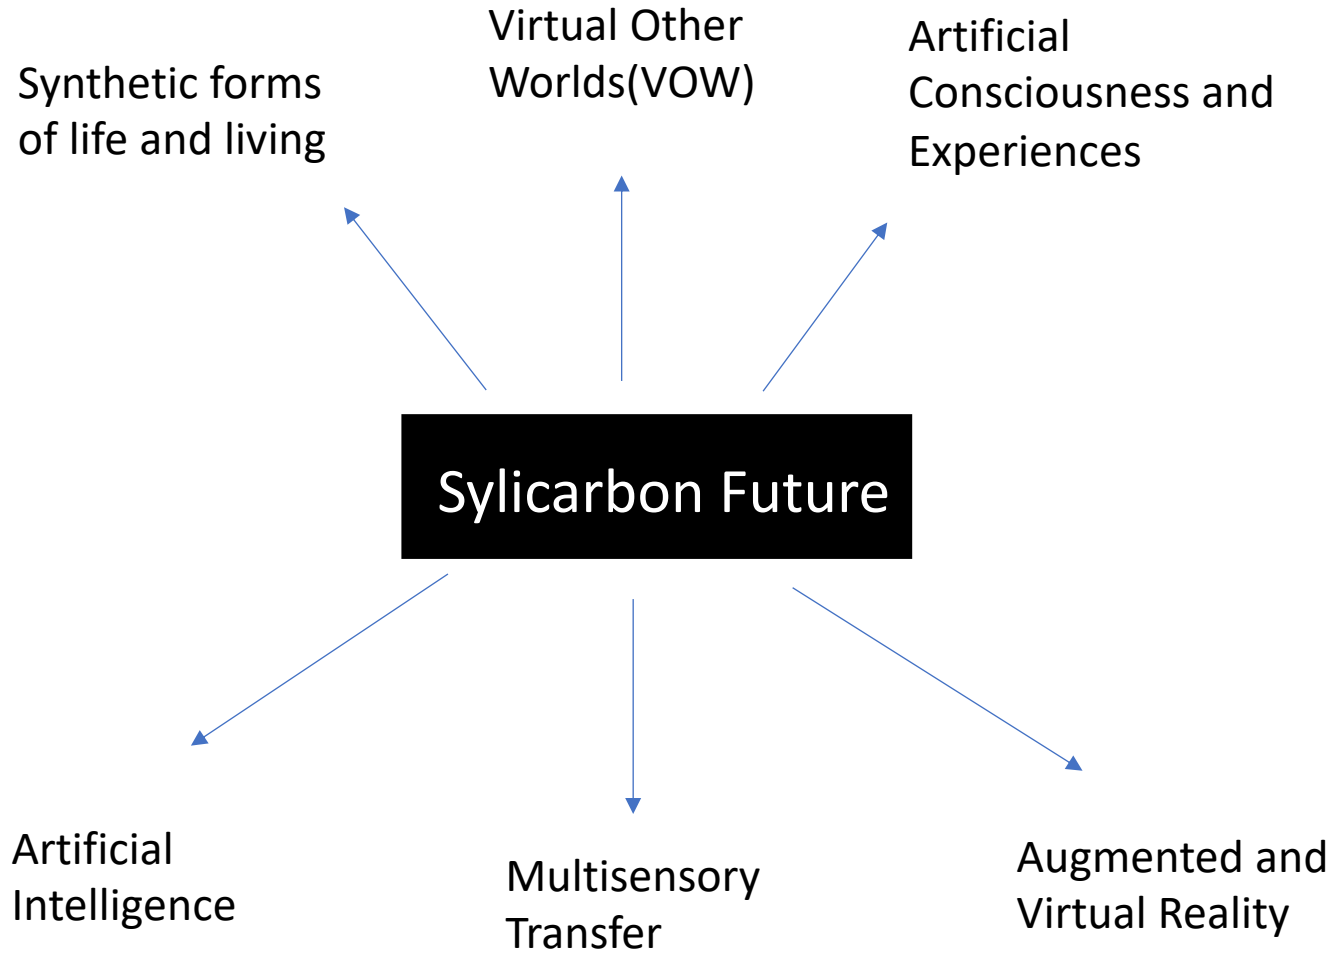 Synthetic forms
of life and living
Virtual Other
Worlds(VOW)
Artificial
Consciousness and
Experiences
Sylicarbon Future
Artificial
Intelligence
Multisensory
Transfer
Augmented and
Virtual Reality